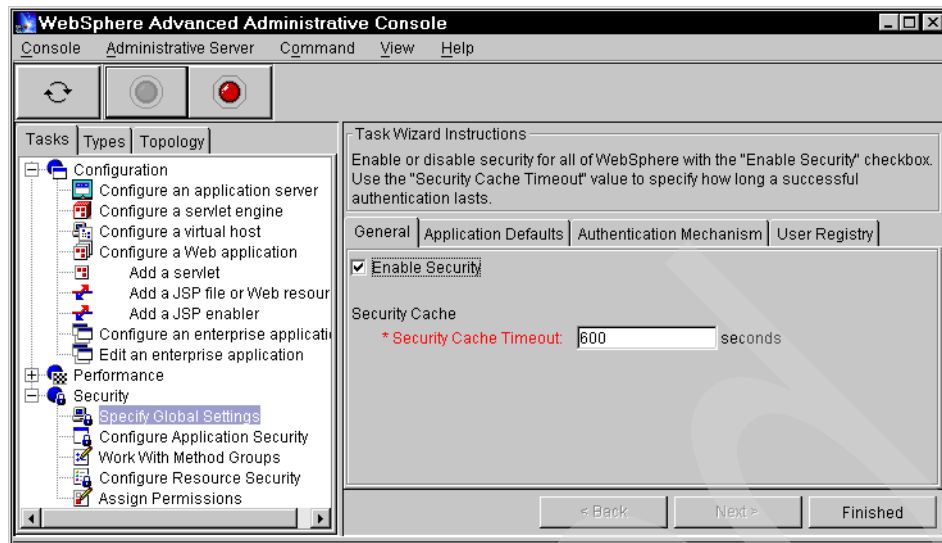 WebSphere Advanced Administrative Console
Console Administrative Server Command View Help
Tasks Types Topology
Configuration
Configure an application server
Configure a servlet engine
Configure a virtual host
Configure a Web application
Add a servlet
Add a JSP file or Web resour
Add a JSP enabler
Configure an enterprise applicati
Edit an enterprise application
Performance
Security
Specify Global Settings
Configure Application Security
Work With Method Groups
Configure Resource Security
Assign Permissions
Task Wizard Instructions
Enable or disable security for all of WebSphere with the "Enable Security" checkbox.
Use the "Security Cache Timeout" value to specify how long a successful
authentication lasts.
General Application Defaults Authentication Mechanism User Registry
Enable Security
Security Cache
* Security Cache Timeout: 600 seconds
< Back Next > Finished